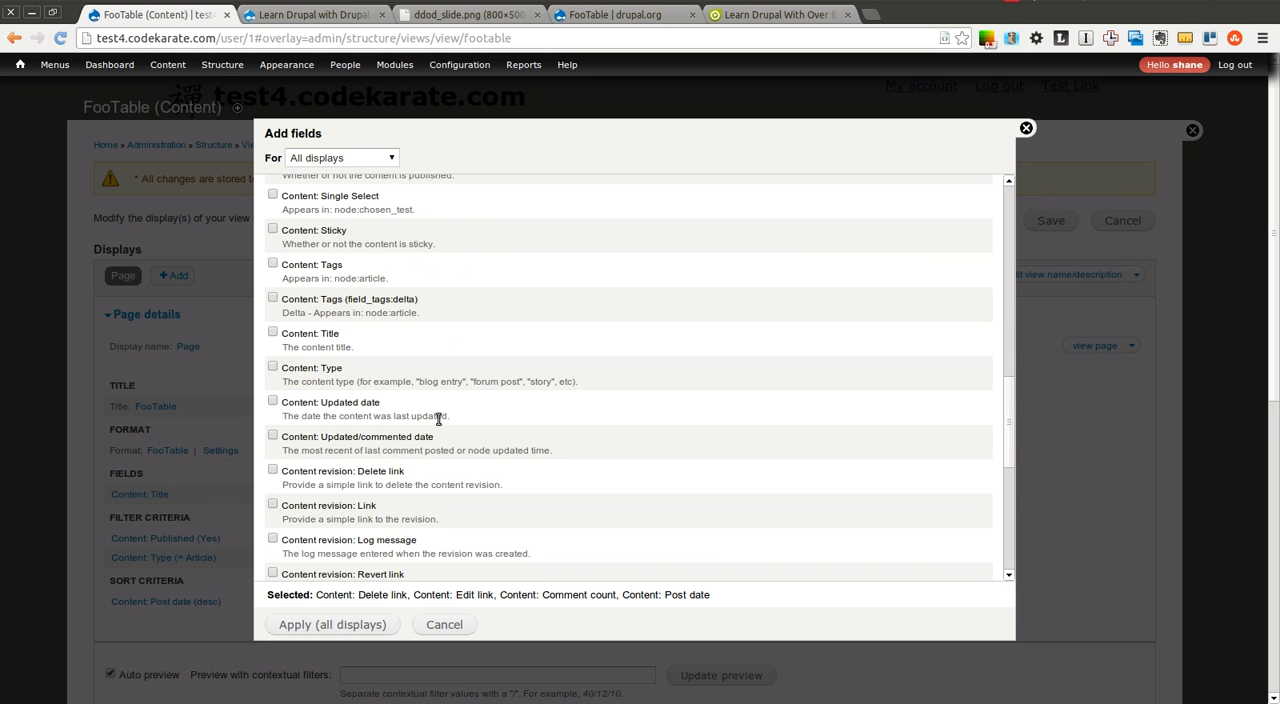 FooTable (Content) | test
Learn Drupal with Drupal
ddod_slide.png (800×500
FooTable | drupal.org
Learn Drupal With Over 8
test4.codekarate.com/user/1#overlay=admin/structure/views/view/footable
Menus Dashboard Content Structure Appearance People Modules Configuration Reports Help Hello shane Log out
My account Log out Test Link
test4.codekarate.com
FooTable (Content)
Home » Administration » Structure » Vie
* All changes are stored t
Modify the display(s) of your view
Save Cancel
Displays
Page + Add
it view name/description
Page details
Display name: Page
view page
TITLE
Title: FooTable
FORMAT
Format: FooTable | Settings
FIELDS
Content: Title
FILTER CRITERIA
Content: Published (Yes)
Content: Type (= Article)
SORT CRITERIA
Content: Post date (desc)
Add fields
For All displays
Whether or not the content is published.
Content: Single Select
Appears in: node:chosen_test.
Content: Sticky
Whether or not the content is sticky.
Content: Tags
Appears in: node:article.
Content: Tags (field_tags:delta)
Delta - Appears in: node:article.
Content: Title
The content title.
Content: Type
The content type (for example, "blog entry", "forum post", "story", etc).
Content: Updated date
The date the content was last updated.
Content: Updated/commented date
The most recent of last comment posted or node updated time.
Content revision: Delete link
Provide a simple link to delete the content revision.
Content revision: Link
Provide a simple link to the revision.
Content revision: Log message
The log message entered when the revision was created.
Content revision: Revert link
Selected: Content: Delete link, Content: Edit link, Content: Comment count, Content: Post date
Apply (all displays) Cancel
Auto preview Preview with contextual filters: Update preview
Separate contextual filter values with a "/". For example, 40/12/10.